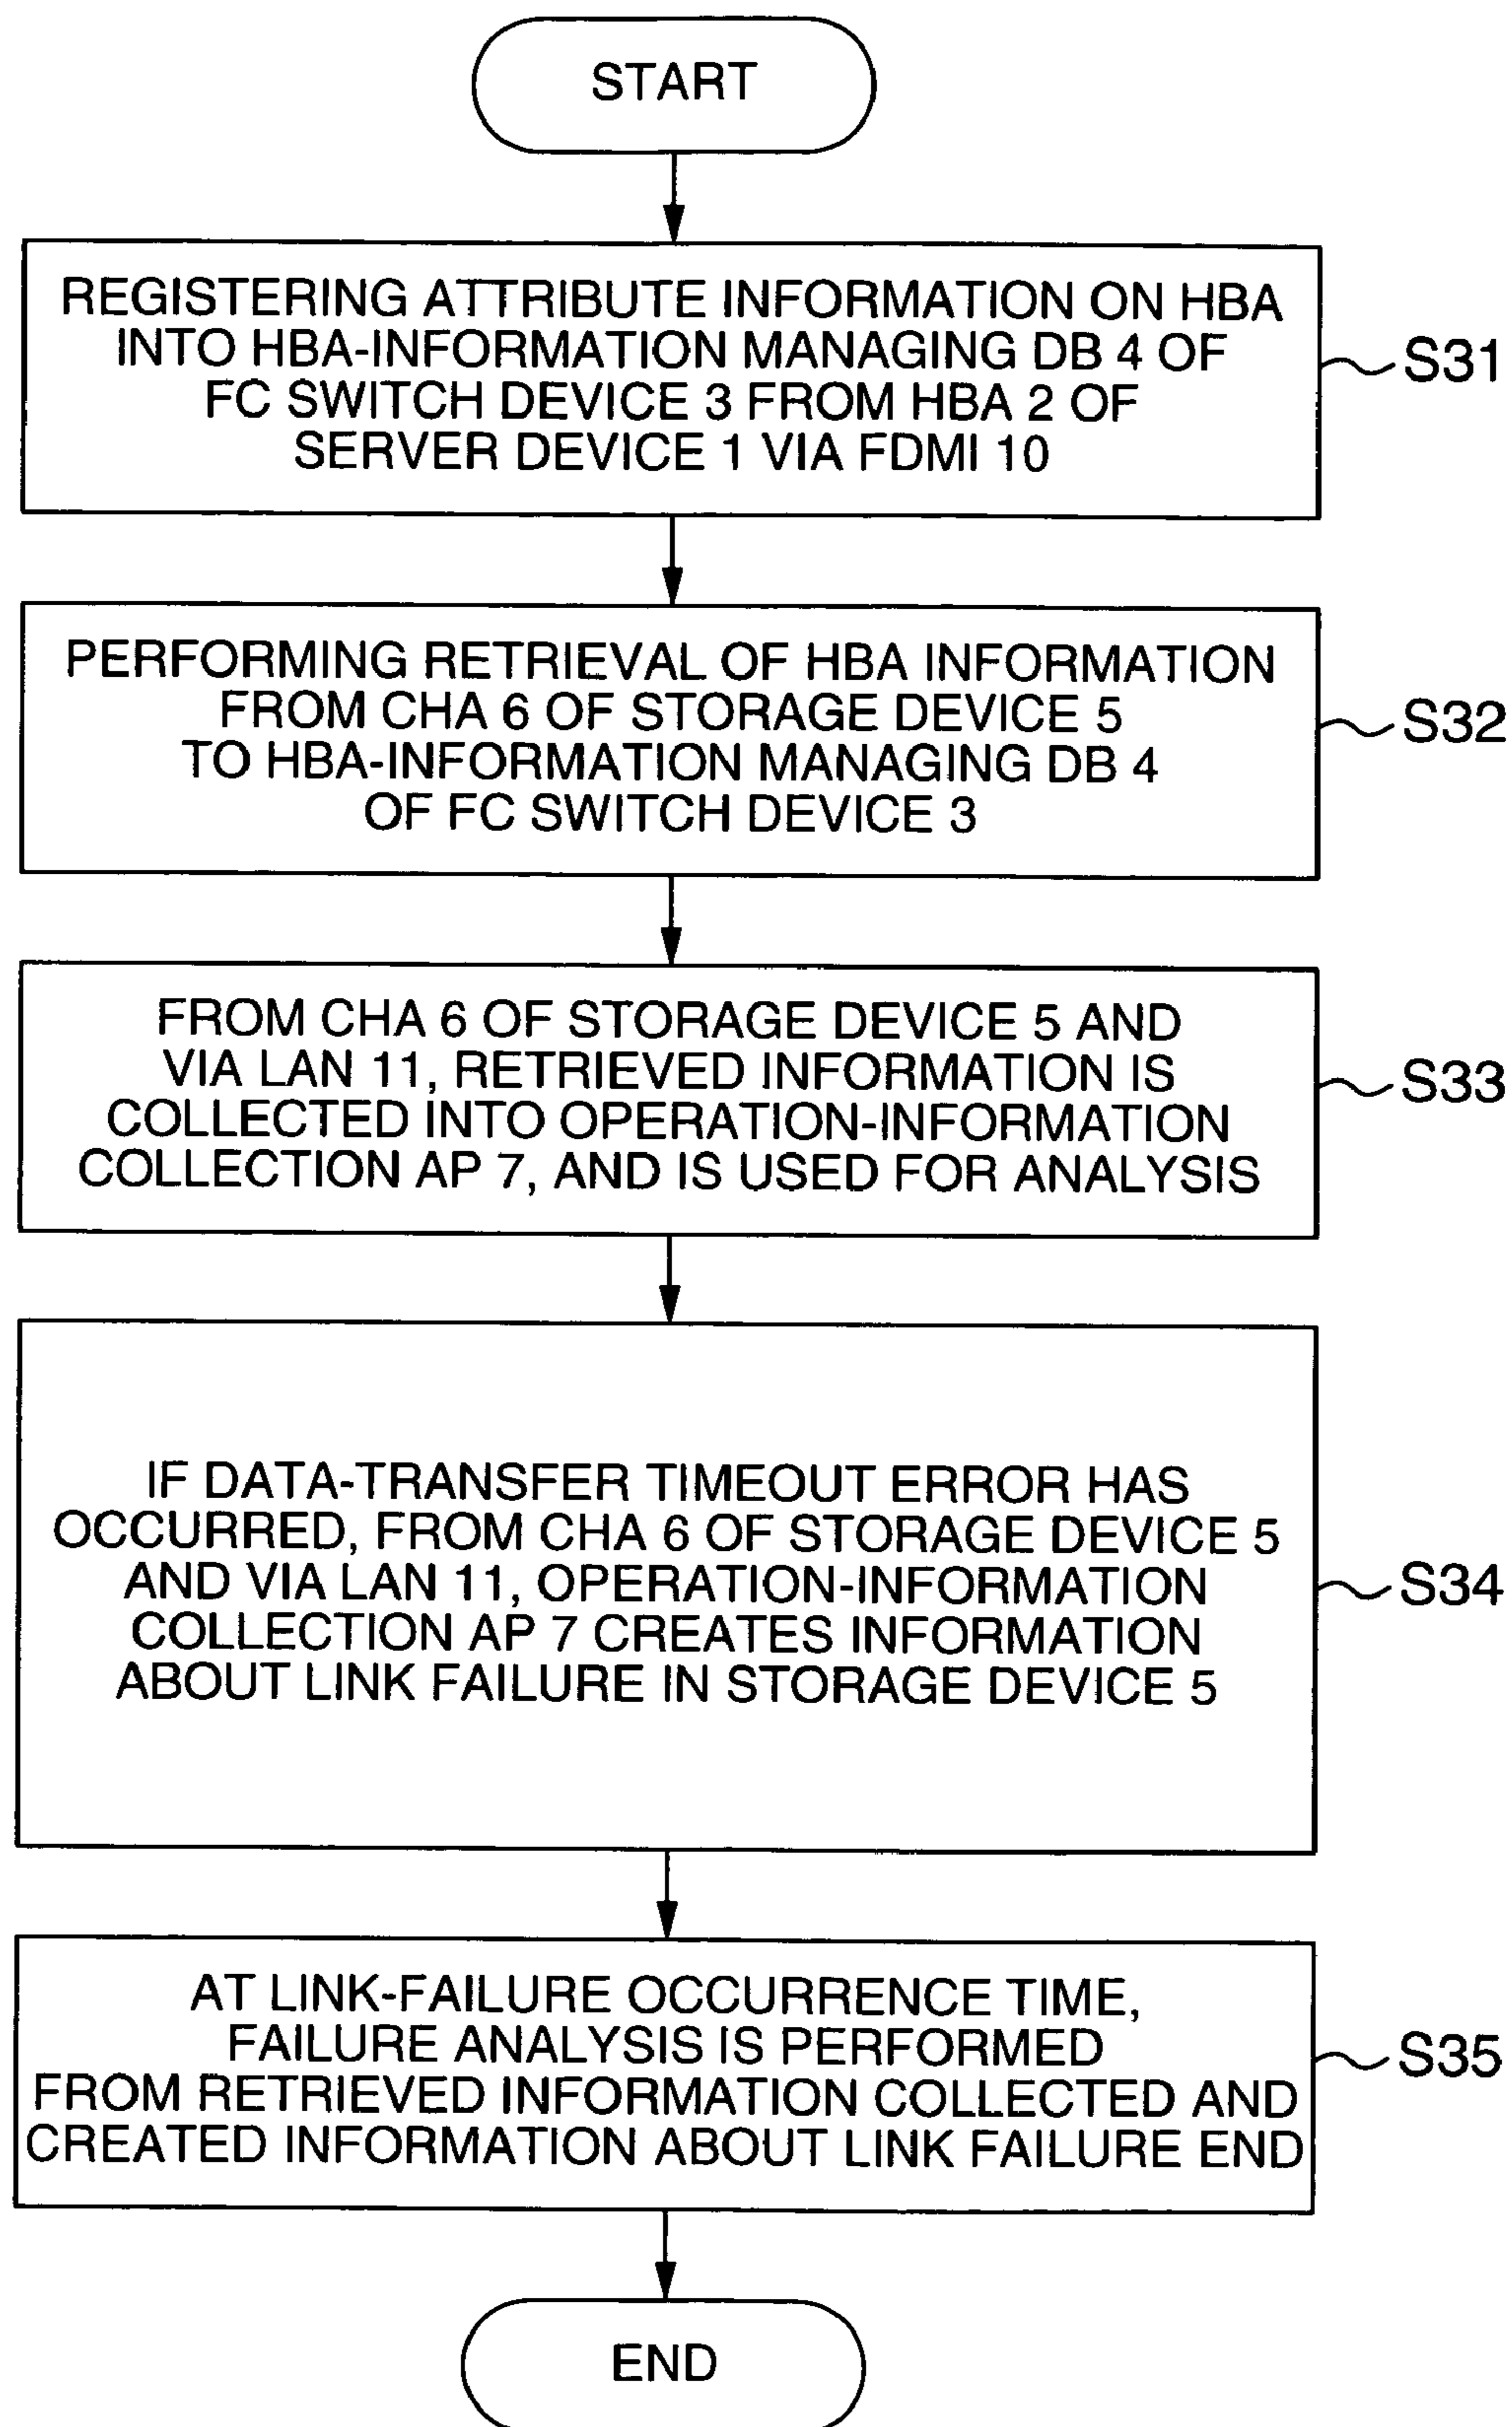 START
REGISTERING ATTRIBUTE INFORMATION ON HBA
INTO HBA-INFORMATION MANAGING DB 4 OF
FC SWITCH DEVICE 3 FROM HBA 2 OF
SERVER DEVICE 1 VIA FDMI 10
S31
PERFORMING RETRIEVAL OF HBA INFORMATION
FROM CHA 6 OF STORAGE DEVICE 5
TO HBA-INFORMATION MANAGING DB 4
OF FC SWITCH DEVICE 3
S32
FROM CHA 6 OF STORAGE DEVICE 5 AND
VIA LAN 11, RETRIEVED INFORMATION IS
COLLECTED INTO OPERATION-INFORMATION
COLLECTION AP 7, AND IS USED FOR ANALYSIS
S33
IF DATA-TRANSFER TIMEOUT ERROR HAS
OCCURRED, FROM CHA 6 OF STORAGE DEVICE 5
AND VIA LAN 11, OPERATION-INFORMATION
COLLECTION AP 7 CREATES INFORMATION
ABOUT LINK FAILURE IN STORAGE DEVICE 5
S34
AT LINK-FAILURE OCCURRENCE TIME,
FAILURE ANALYSIS IS PERFORMED
FROM RETRIEVED INFORMATION COLLECTED AND
CREATED INFORMATION ABOUT LINK FAILURE END
S35
END